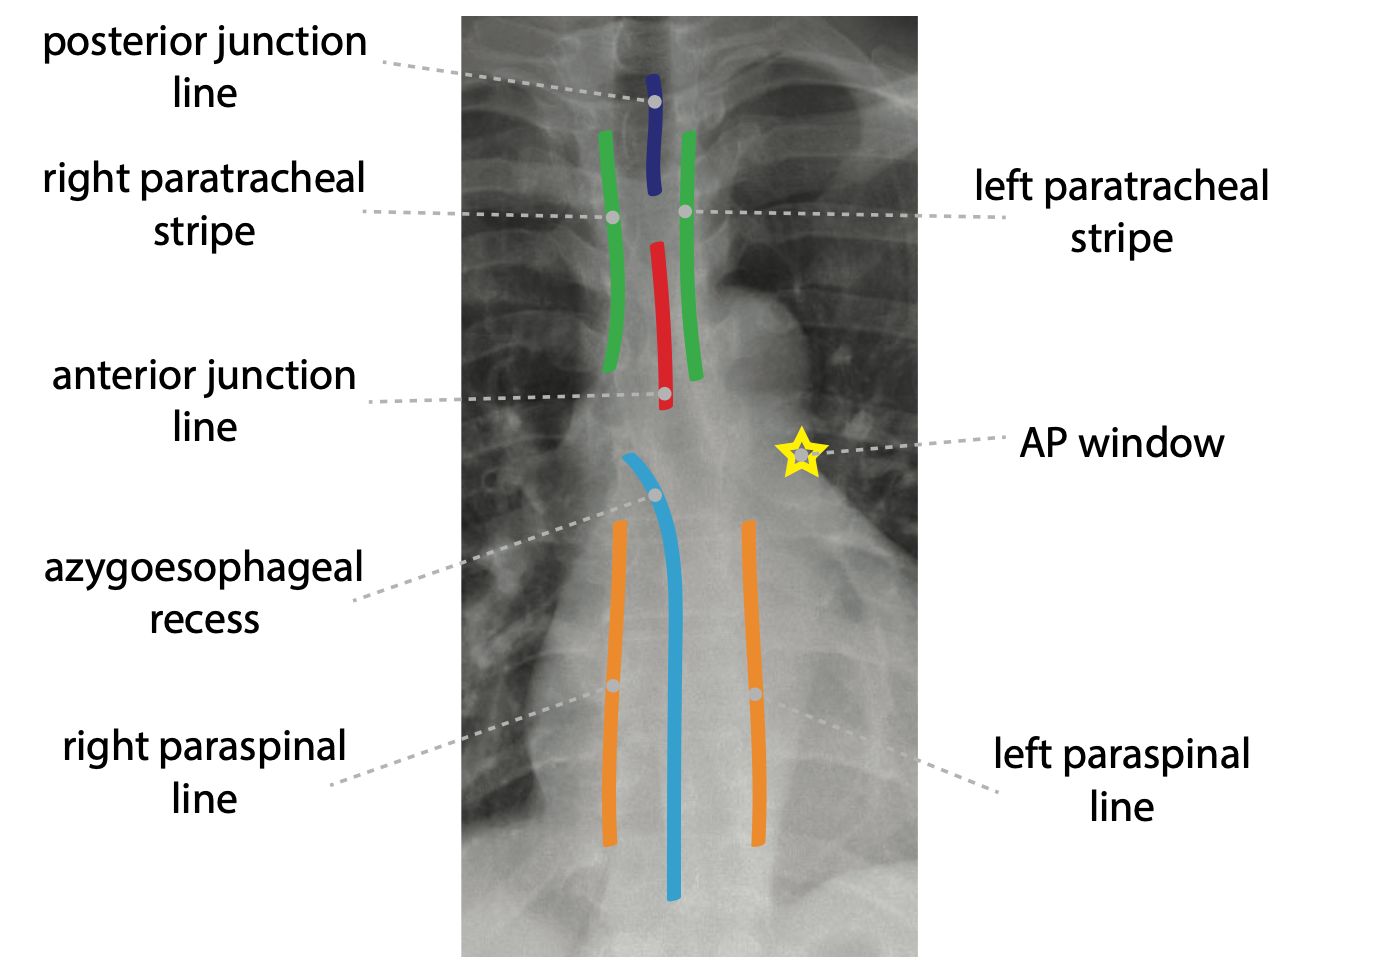 posterior junction
line
right paratracheal
stripe
left paratracheal
stripe
anterior junction
line
AP window
azygoesophageal
recess
right paraspinal
line
left paraspinal
line